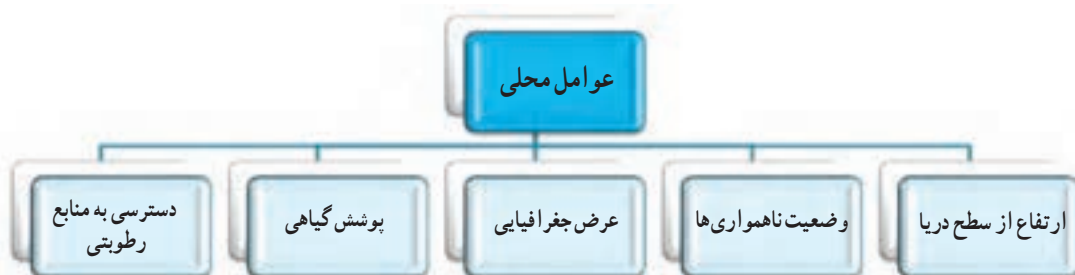 عوامل محلی
ارتفاع از سطح دریا
وضعیت ناهمواری‌ها
عرض جغرافیایی
پوشش گیاهی
دسترسی به منابع
رطوبتی